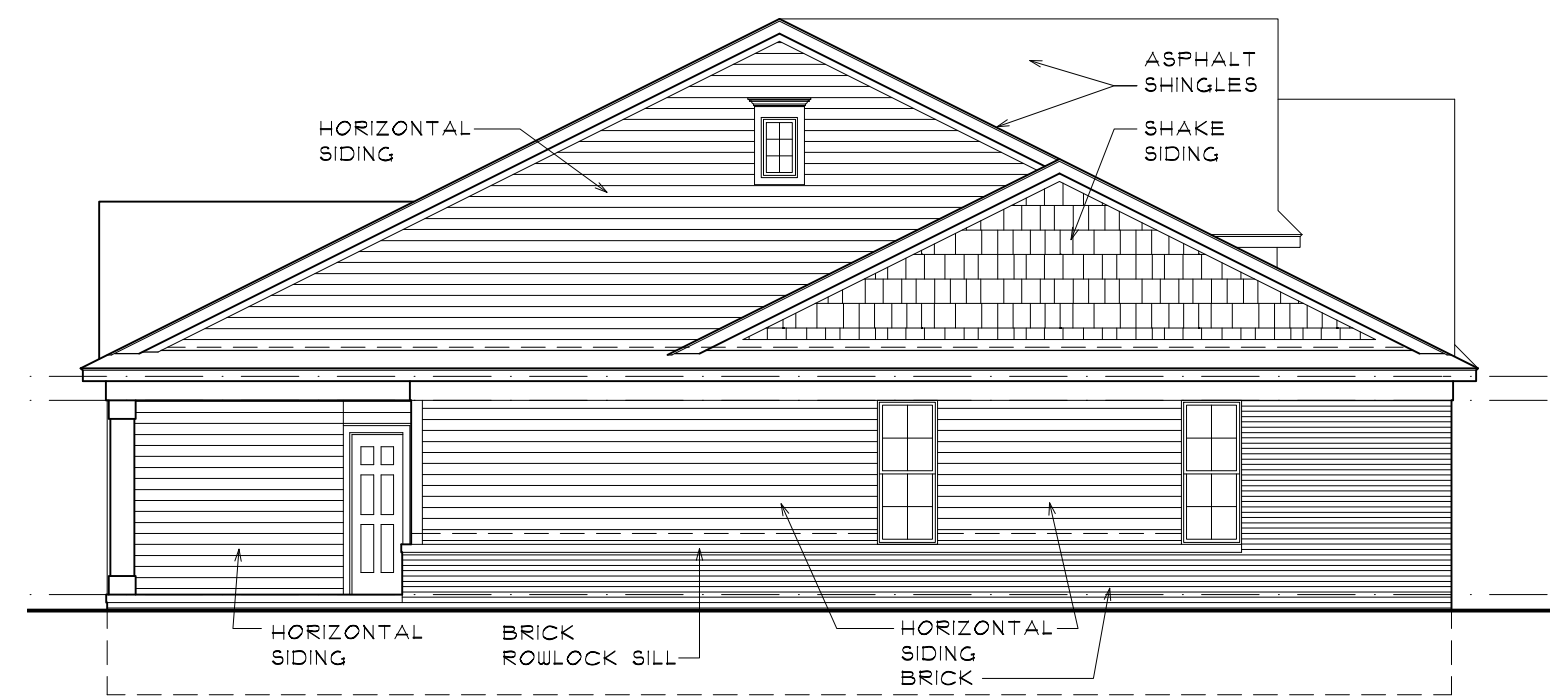 ASPHALT
SHINGLES
HORIZONTAL
SIDING
SHAKE
SIDING
HORIZONTAL
SIDING
BRICK
ROWLOCK SILL
HORIZONTAL
SIDING
BRICK